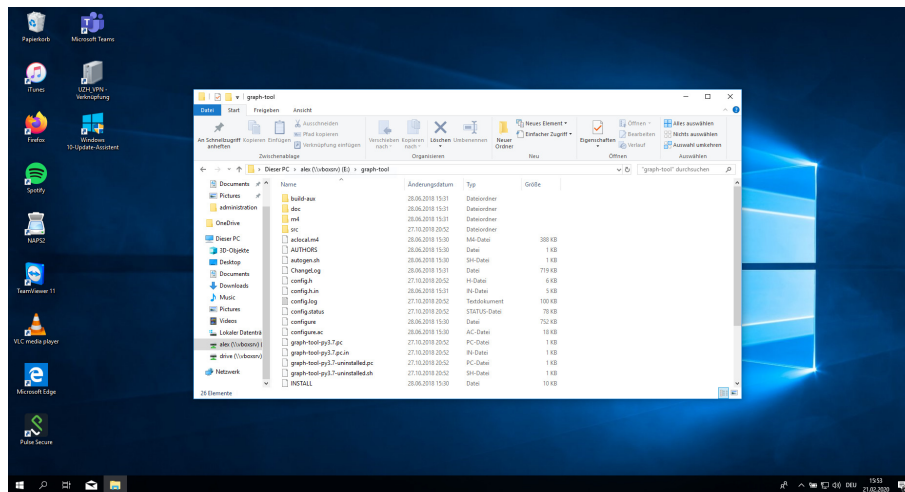 Papierkorb
Microsoft Teams
iTunes
UZH_VPN -
Verknüpfung
Firefox
Windows
10-Update-Assistent
Spotify
NAPS2
TeamViewer 11
VLC media player
Microsoft Edge
Pulse Secure
graph-tool
Datei Start Freigeben Ansicht
An Schnellzugriff
anheften
Kopieren
Einfügen
Ausschneiden
Pfad kopieren
Verknüpfung einfügen
Zwischenablage
Verschieben
nach
Kopieren
nach
Löschen
Umbenennen
Organisieren
Neuer
Ordner
Neues Element
Einfacher Zugriff
Neu
Eigenschaften
Öffnen
Bearbeiten
Verlauf
Öffnen
Alles auswählen
Nichts auswählen
Auswahl umkehren
Auswählen
Dieser PC > alex (\\vboxsrv) (E:) > graph-tool
"graph-tool" durchsuchen
Documents
Pictures
administration
OneDrive
Dieser PC
3D-Objekte
Desktop
Documents
Downloads
Music
Pictures
Videos
Lokaler Datenträ
alex (\\vboxsrv) (
drive (\\vboxsrv)
Netzwerk
Name Änderungsdatum Typ Größe
build-aux 28.06.2018 15:31 Dateiordner
doc 28.06.2018 15:31 Dateiordner
m4 28.06.2018 15:31 Dateiordner
src 27.10.2018 20:52 Dateiordner
aclocal.m4 28.06.2018 15:30 M4-Datei 388 KB
AUTHORS 28.06.2018 15:30 Datei 1 KB
autogen.sh 28.06.2018 15:30 SH-Datei 1 KB
ChangeLog 28.06.2018 15:31 Datei 719 KB
config.h 27.10.2018 20:52 H-Datei 6 KB
config.h.in 28.06.2018 15:31 IN-Datei 5 KB
config.log 27.10.2018 20:52 Textdokument 100 KB
config.status 27.10.2018 20:52 STATUS-Datei 78 KB
configure 28.06.2018 15:30 Datei 752 KB
configure.ac 28.06.2018 15:30 AC-Datei 18 KB
graph-tool-py3.7.pc 27.10.2018 20:52 PC-Datei 1 KB
graph-tool-py3.7.pc.in 27.10.2018 20:52 IN-Datei 1 KB
graph-tool-py3.7-uninstalled.pc 27.10.2018 20:52 PC-Datei 1 KB
graph-tool-py3.7-uninstalled.sh 27.10.2018 20:52 SH-Datei 1 KB
INSTALL 28.06.2018 15:30 Datei 10 KB
26 Elemente
DEU
15:53
21.02.2020